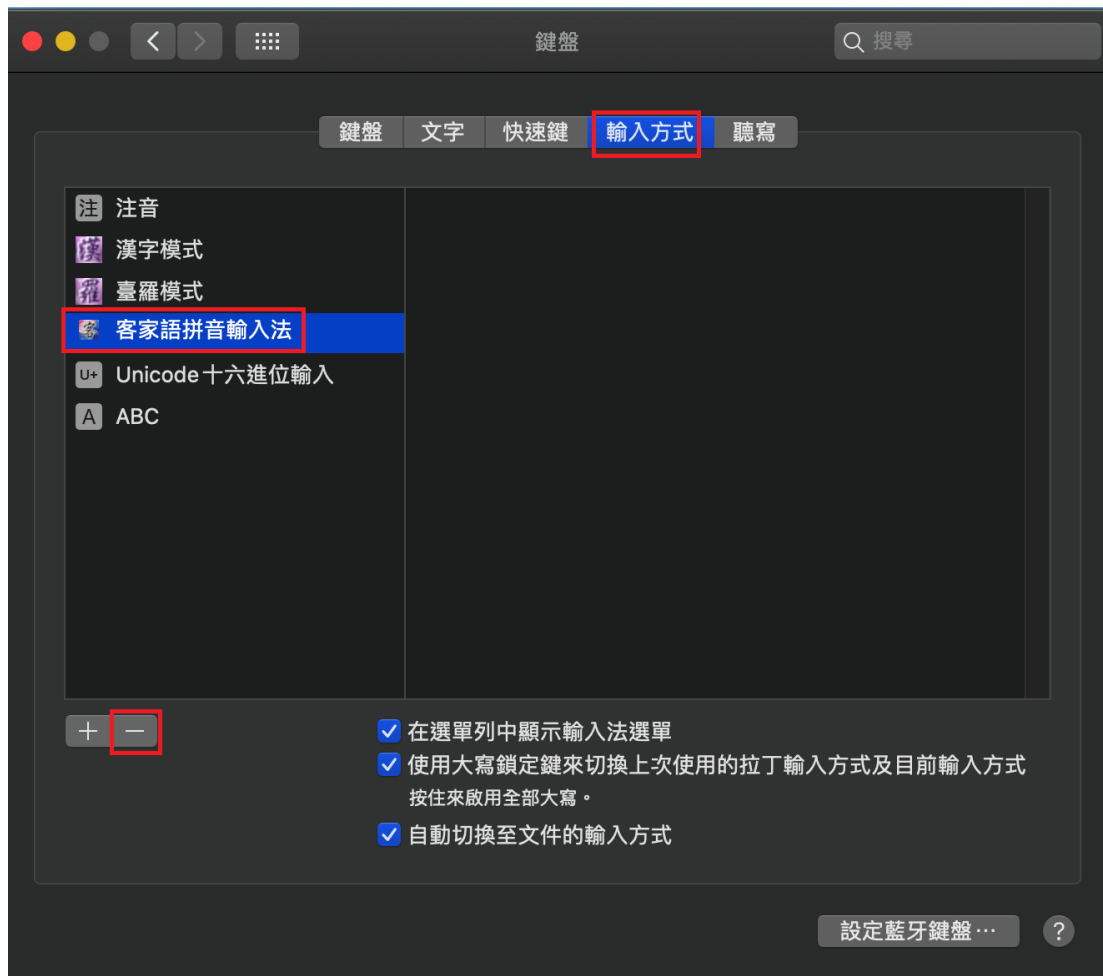 鍵盤
搜尋
鍵盤 文字 快速鍵 輸入方式 聽寫
注 注音
漢 漢字模式
羅 臺羅模式
客 客家語拼音輸入法
U+ Unicode十六進位輸入
A ABC
在選單列中顯示輸入法選單
使用大寫鎖定鍵來切換上次使用的拉丁輸入方式及目前輸入方式
按住來啟用全部大寫。
自動切換至文件的輸入方式
設定藍牙鍵盤⋯ ?